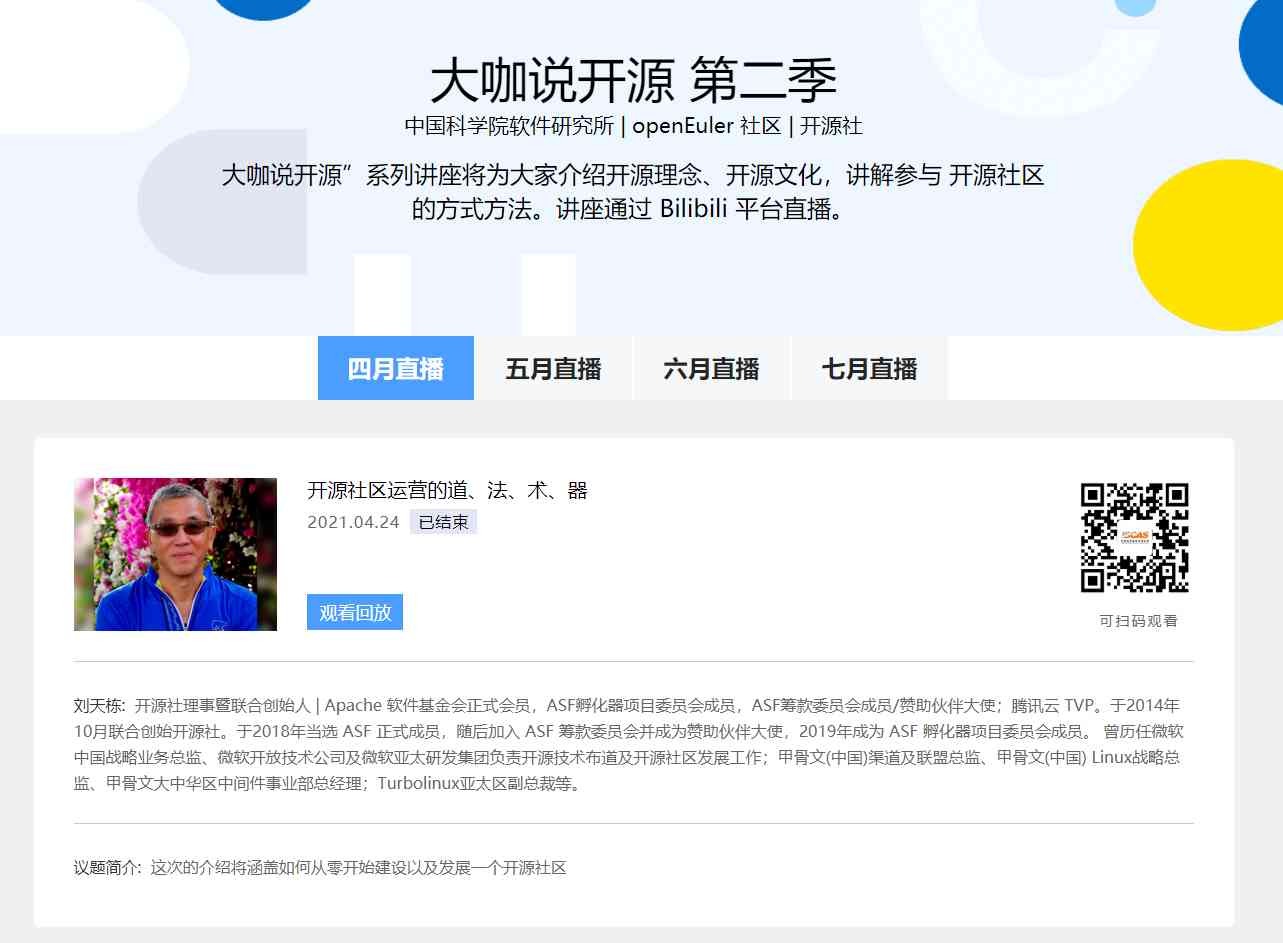 大咖说开源 第二季
中国科学院软件研究所 | openEuler 社区 | 开源社
大咖说开源”系列讲座将为大家介绍开源理念、开源文化，讲解参与 开源社区
的方式方法。讲座通过 Bilibili 平台直播。
四月直播
五月直播
六月直播
七月直播
开源社区运营的道、法、术、器
2021.04.24 已结束
观看回放
可扫码观看
刘天栋: 开源社理事暨联合创始人 | Apache 软件基金会正式会员，ASF孵化器项目委员会成员，ASF筹款委员会成员/赞助伙伴大使；腾讯云 TVP。于2014年
10月联合创始开源社。于2018年当选 ASF 正式成员，随后加入 ASF 筹款委员会并成为赞助伙伴大使，2019年成为 ASF 孵化器项目委员会成员。 曾历任微软
中国战略业务总监、微软开放技术公司及微软亚太研发集团负责开源技术布道及开源社区发展工作；甲骨文(中国)渠道及联盟总监、甲骨文(中国) Linux战略总
监、甲骨文大中华区中间件事业部总经理；Turbolinux亚太区副总裁等。
议题简介: 这次的介绍将涵盖如何从零开始建设以及发展一个开源社区